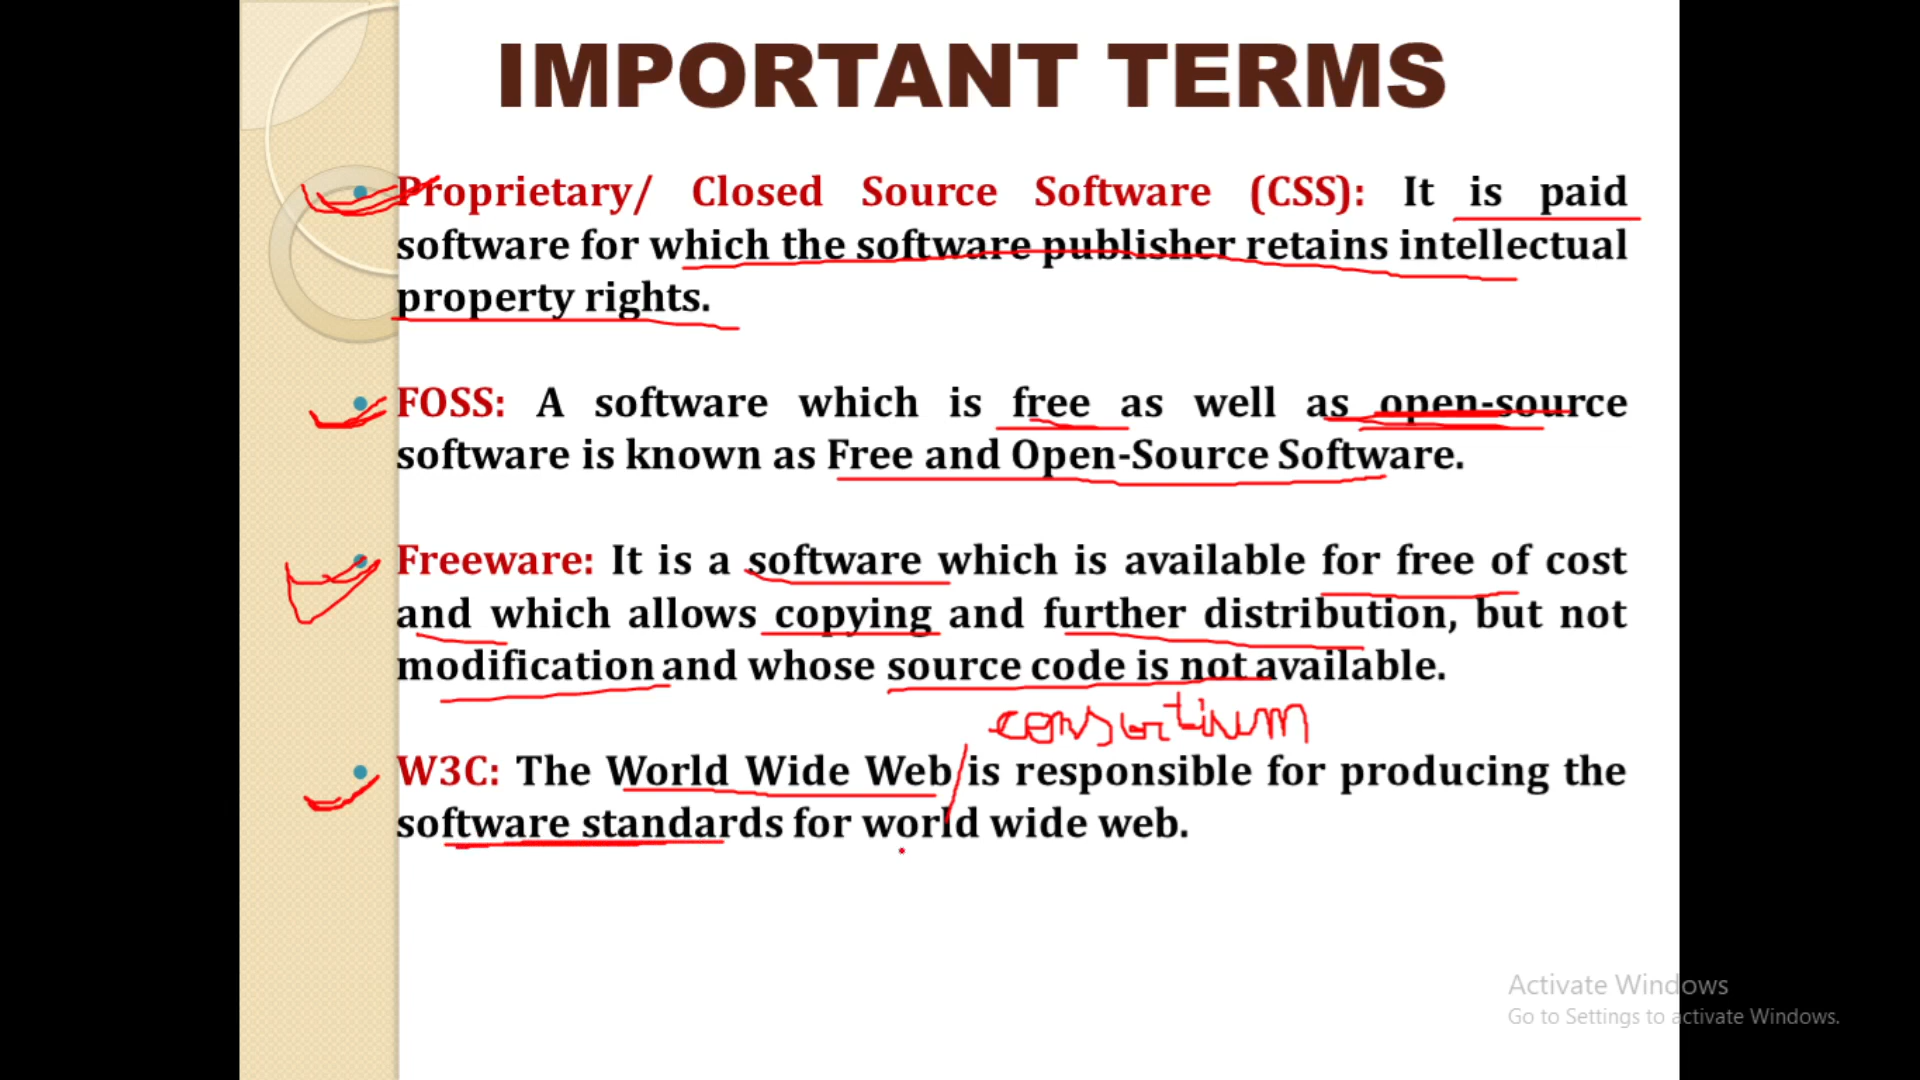 IMPORTANT TERMS
Proprietary/ Closed Source Software (CSS): It is paid
software for which the software publisher retains intellectual
property rights.
FOSS: A software which is free as well as open-source
software is known as Free and Open-Source Software.
Freeware: It is a software which is available for free of cost
and which allows copying and further distribution, but not
modification and whose source code is not available.
consortium
W3C: The World Wide Web is responsible for producing the
software standards for world wide web.
Activate Windows
Go to Settings to activate Windows.